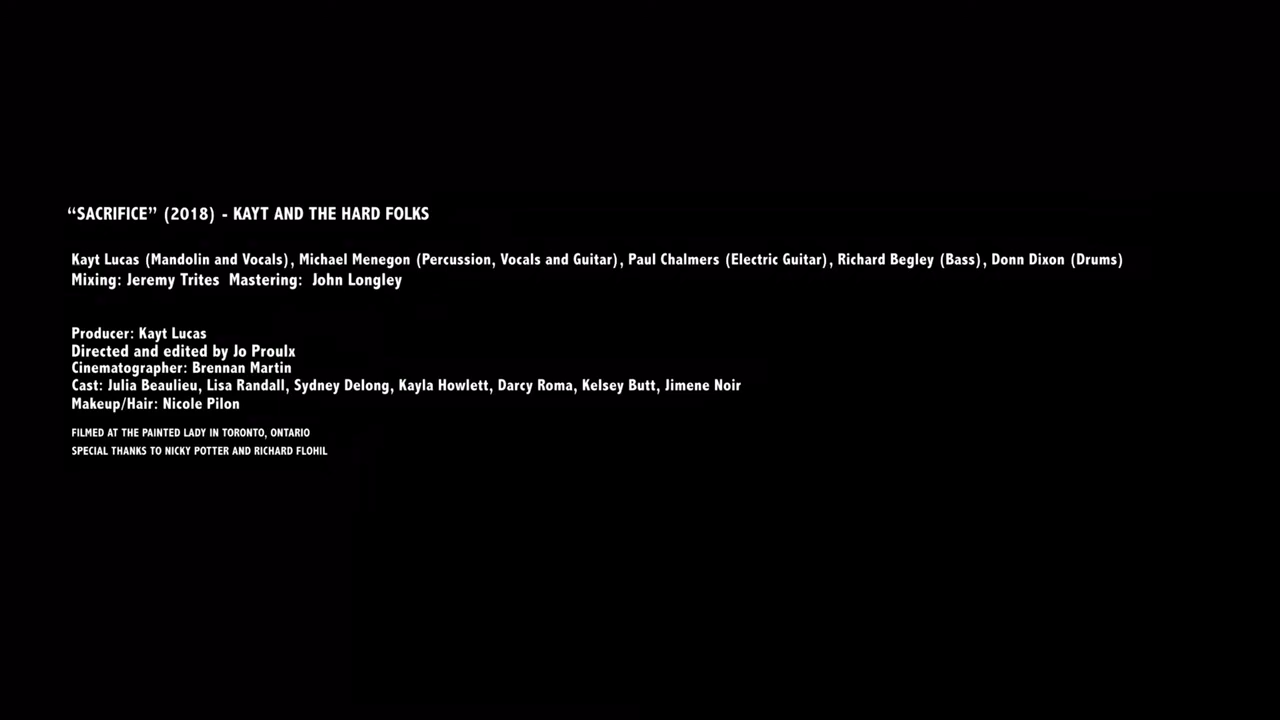 “SACRIFICE” (2018) - KAYT AND THE HARD FOLKS
Kayt Lucas (Mandolin and Vocals), Michael Menegon (Percussion, Vocals and Guitar), Paul Chalmers (Electric Guitar), Richard Begley (Bass), Donn Dixon (Drums)
Mixing: Jeremy Trites  Mastering:  John Longley
Producer: Kayt Lucas
Directed and edited by Jo Proulx
Cinematographer: Brennan Martin
Cast: Julia Beaulieu, Lisa Randall, Sydney Delong, Kayla Howlett, Darcy Roma, Kelsey Butt, Jimene Noir
Makeup/Hair: Nicole Pilon
FILMED AT THE PAINTED LADY IN TORONTO, ONTARIO
SPECIAL THANKS TO NICKY POTTER AND RICHARD FLOHIL